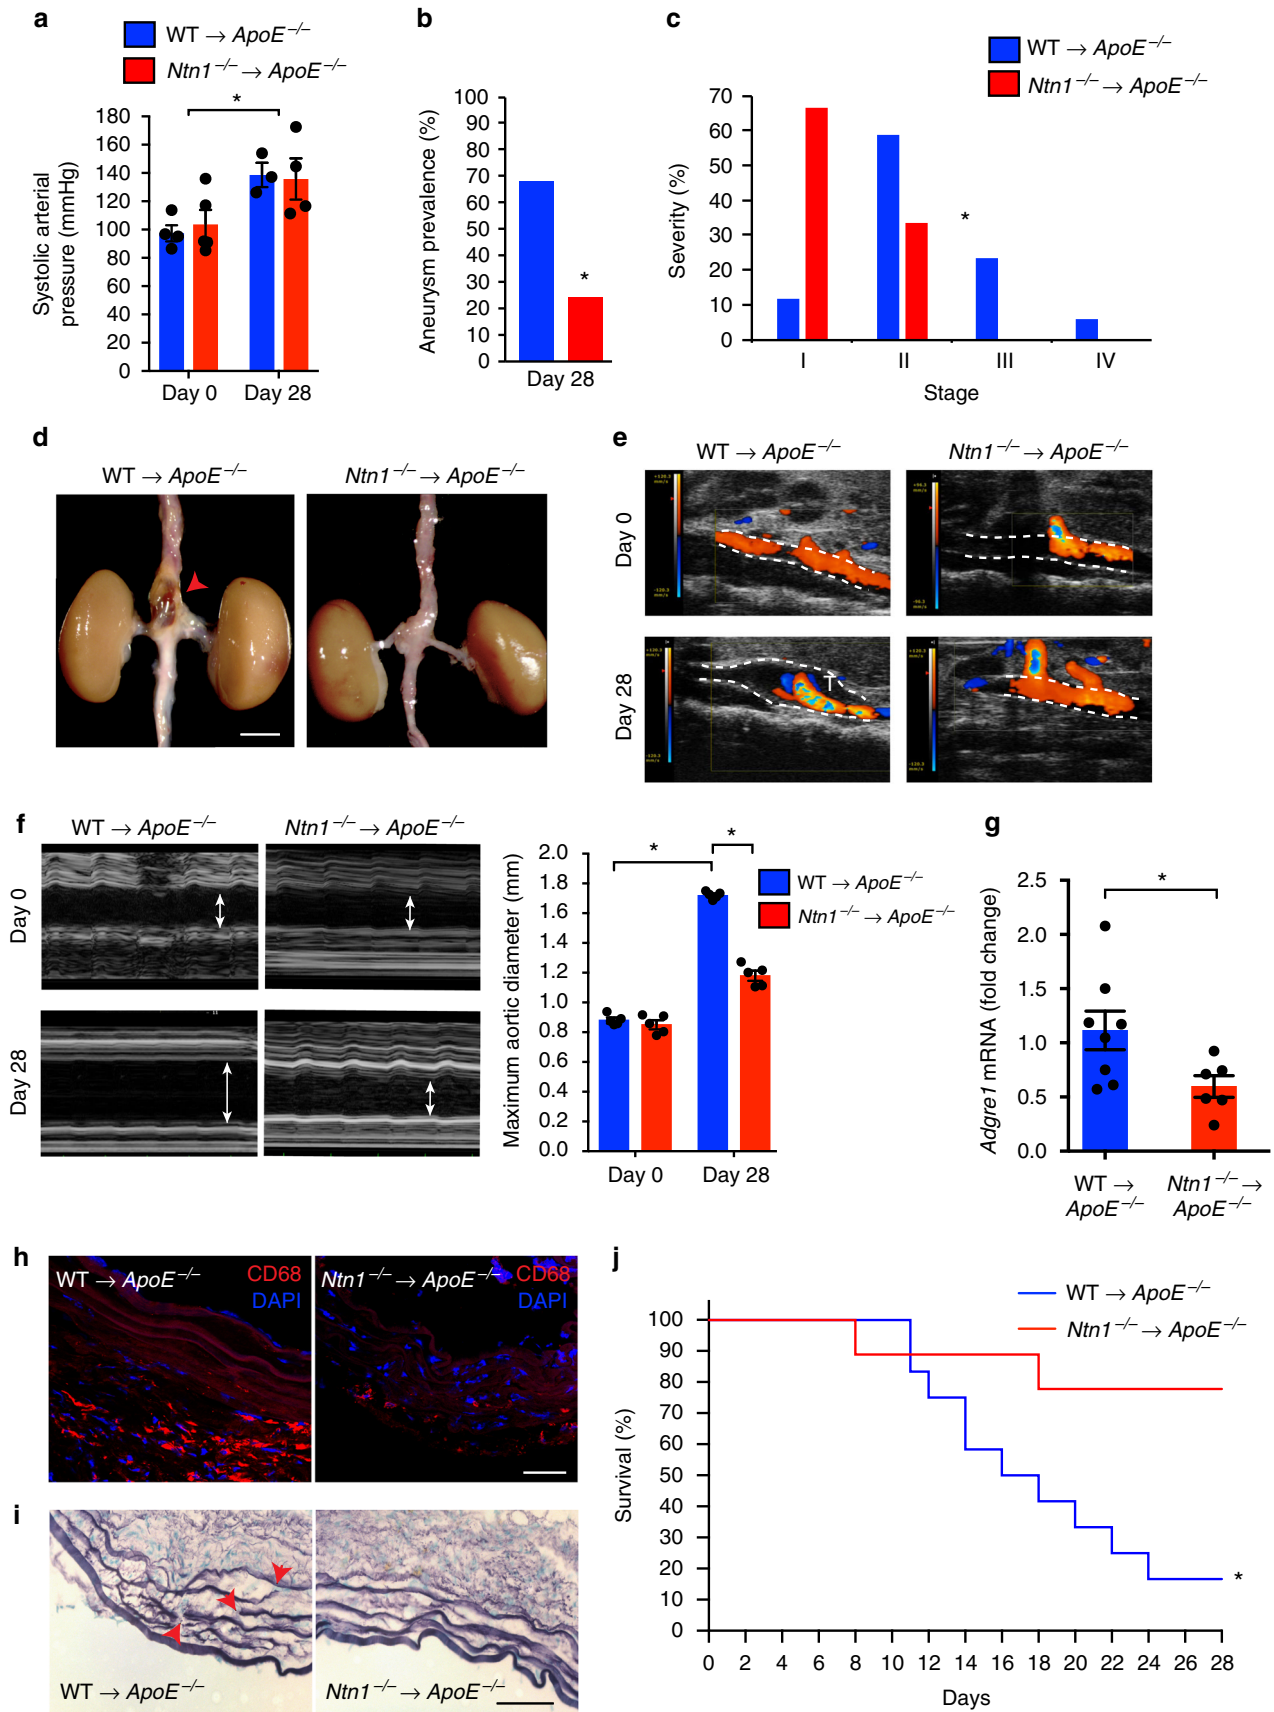 a
WT → ApoE−/−
Ntn1−/− → ApoE−/−
Systolic arterial
pressure (mmHg)
180
160
140
120
100
80
60
40
20
0
*
Day 0
Day 28
b
Aneurysm prevalence (%)
100
90
80
70
60
50
40
30
20
10
0
*
Day 28
c
WT → ApoE−/−
Ntn1−/− → ApoE−/−
Severity (%)
70
60
50
40
30
20
10
0
*
I
II
III
IV
Stage
d
WT → ApoE−/−
Ntn1−/− → ApoE−/−
e
WT → ApoE−/−
Ntn1−/− → ApoE−/−
Day 0
Day 28
T
f
WT → ApoE−/−
Ntn1−/− → ApoE−/−
Day 0
Day 28
Maximum aortic diameter (mm)
2.0
1.8
1.6
1.4
1.2
1.0
0.8
0.6
0.4
0.2
0.0
*
*
WT → ApoE−/−
Ntn1−/− → ApoE−/−
Day 0
Day 28
g
Adgre1 mRNA (fold change)
2.5
2.0
1.5
1.0
0.5
0.0
*
WT →
ApoE−/−
Ntn1−/− →
ApoE−/−
h
WT → ApoE−/−
CD68
DAPI
Ntn1−/− → ApoE−/−
CD68
DAPI
i
WT → ApoE−/−
Ntn1−/− → ApoE−/−
j
WT → ApoE−/−
Ntn1−/− → ApoE−/−
Survival (%)
100
90
80
70
60
50
40
30
20
10
0
*
0 2 4 6 8 10 12 14 16 18 20 22 24 26 28
Days